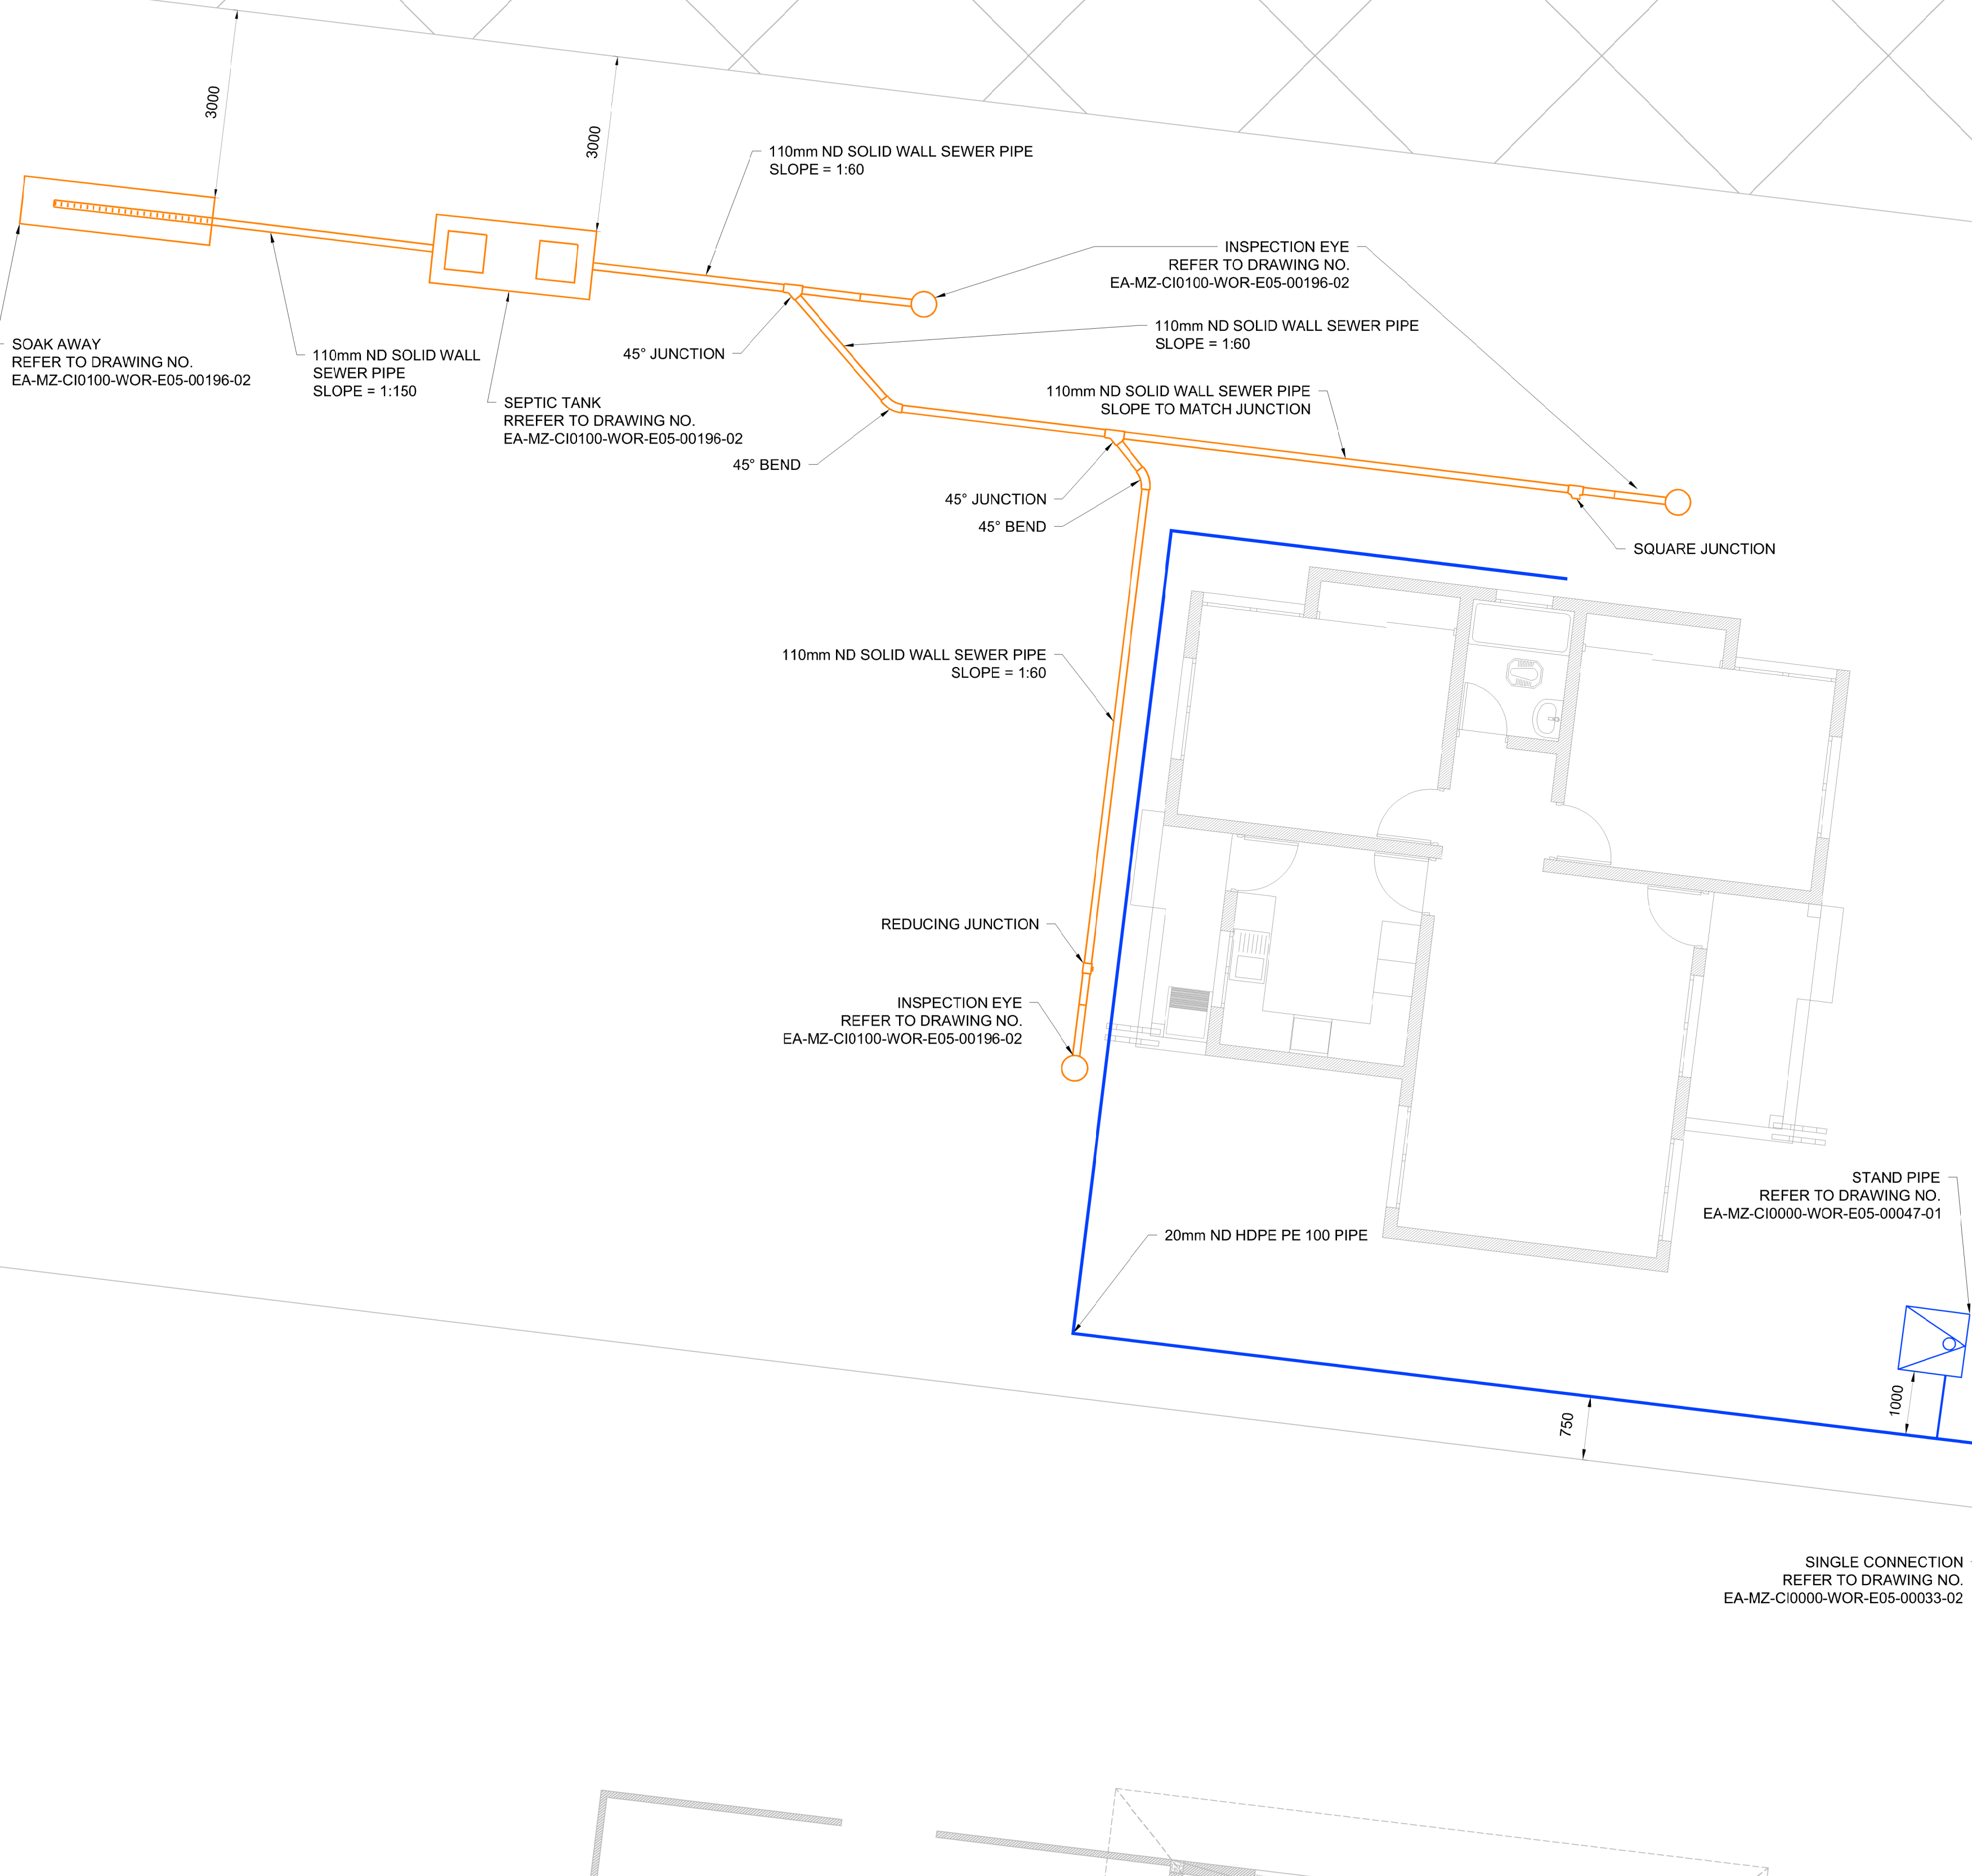 3000
3000
110mm ND SOLID WALL SEWER PIPE
SLOPE = 1:60
INSPECTION EYE
REFER TO DRAWING NO.
EA-MZ-CI0100-WOR-E05-00196-02
110mm ND SOLID WALL SEWER PIPE
SLOPE = 1:60
SOAK AWAY
REFER TO DRAWING NO.
EA-MZ-CI0100-WOR-E05-00196-02
110mm ND SOLID WALL
SEWER PIPE
SLOPE = 1:150
45° JUNCTION
SEPTIC TANK
RREFER TO DRAWING NO.
EA-MZ-CI0100-WOR-E05-00196-02
110mm ND SOLID WALL SEWER PIPE
SLOPE TO MATCH JUNCTION
45° BEND
45° JUNCTION
45° BEND
SQUARE JUNCTION
110mm ND SOLID WALL SEWER PIPE
SLOPE = 1:60
REDUCING JUNCTION
INSPECTION EYE
REFER TO DRAWING NO.
EA-MZ-CI0100-WOR-E05-00196-02
STAND PIPE
REFER TO DRAWING NO.
EA-MZ-CI0000-WOR-E05-00047-01
20mm ND HDPE PE 100 PIPE
1000
750
SINGLE CONNECTION
REFER TO DRAWING NO.
EA-MZ-CI0000-WOR-E05-00033-02